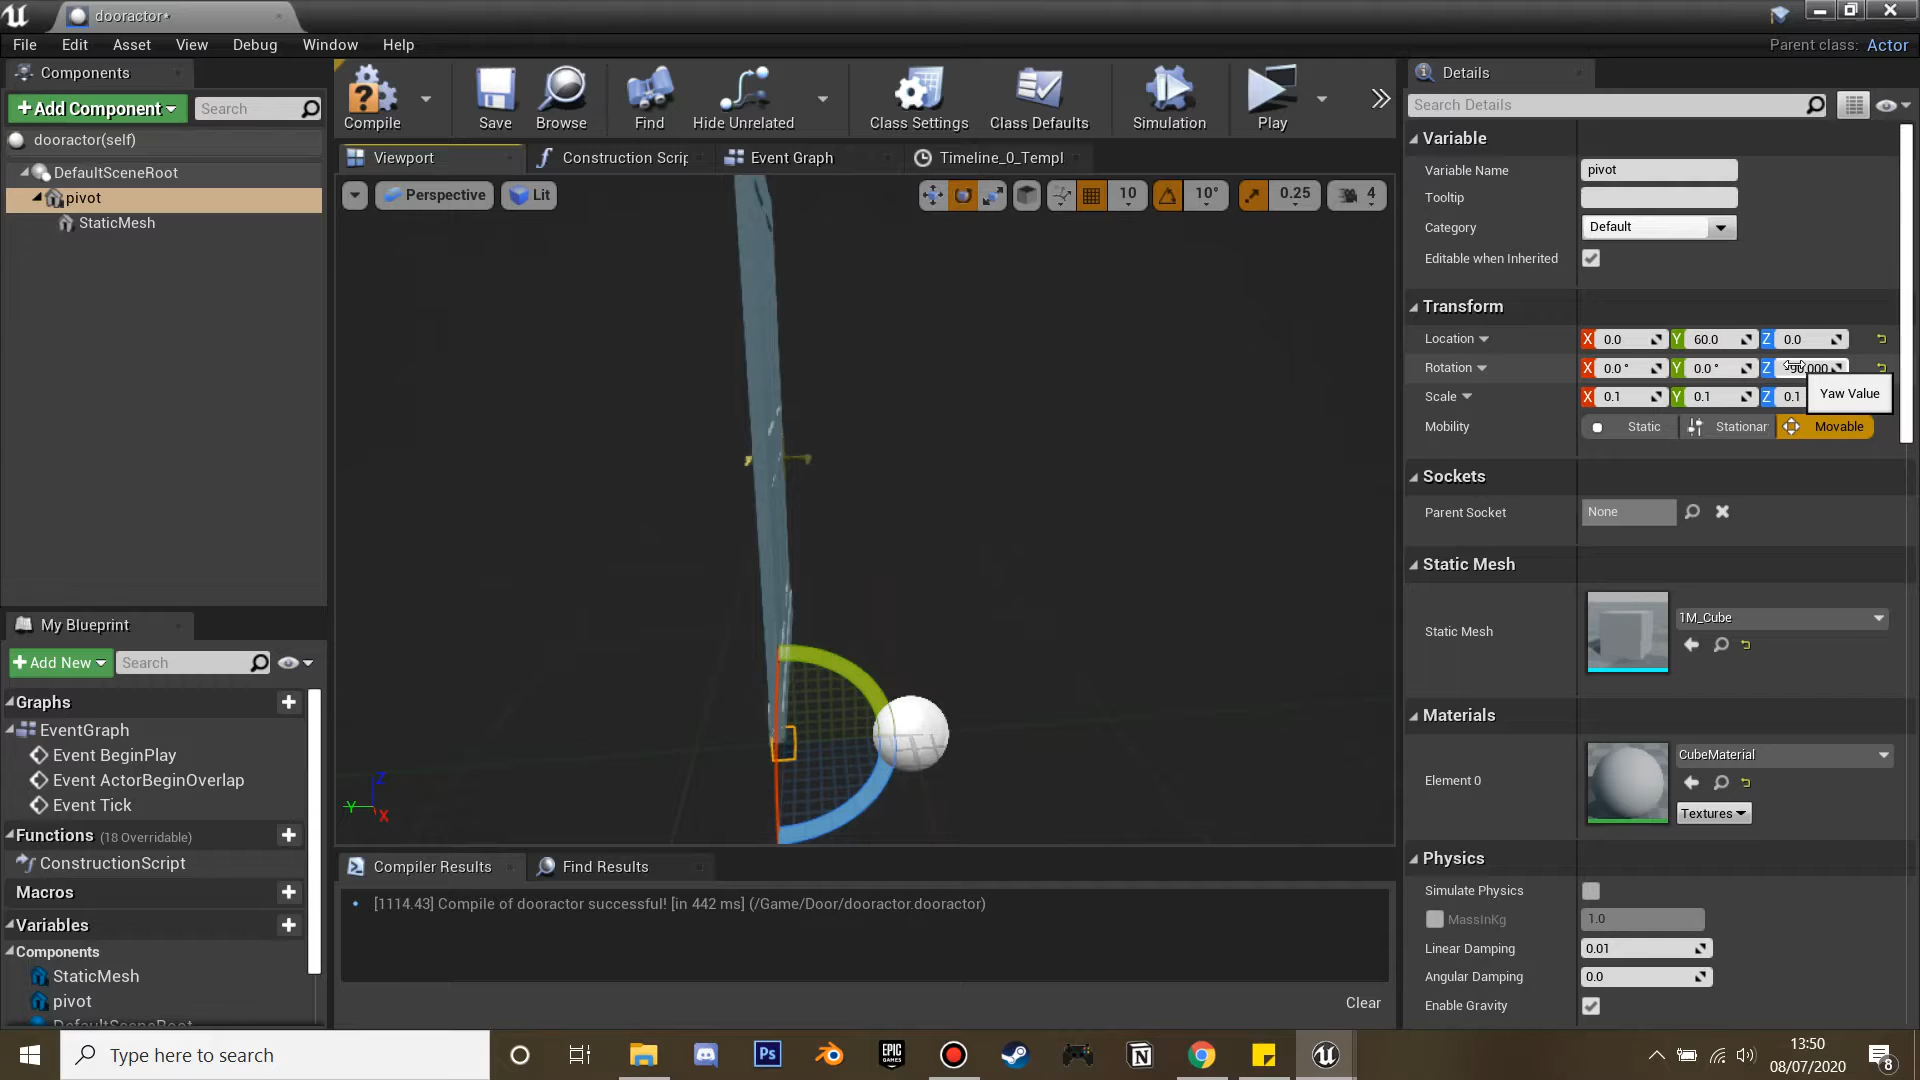 dooractor*
File Edit Asset View Debug Window Help
Parent class: Actor
Components
+Add Component
Search
dooractor(self)
DefaultSceneRoot
pivot
StaticMesh
Compile
Save
Browse
Find
Hide Unrelated
Class Settings
Class Defaults
Simulation
Play
Viewport
Construction Scrip
Event Graph
Timeline_0_Templ
Perspective
Lit
10
10°
0.25
4
Z
Y
X
Compiler Results
Find Results
[1114.43] Compile of dooractor successful! [in 442 ms] (/Game/Door/dooractor.dooractor)
Clear
My Blueprint
+Add New
Search
Graphs
EventGraph
Event BeginPlay
Event ActorBeginOverlap
Event Tick
Functions (18 Overridable)
ConstructionScript
Macros
Variables
Components
StaticMesh
pivot
DefaultSceneRoot
Details
Search Details
Variable
Variable Name pivot
Tooltip
Category Default
Editable when Inherited
Transform
Location X 0.0 Y 60.0 Z 0.0
Rotation X 0.0 ° Y 0.0 ° Z
Scale X 0.1 Y 0.1 Z 0.1
Yaw Value
Mobility Static Stationar Movable
Sockets
Parent Socket None
Static Mesh
Static Mesh 1M_Cube
Materials
Element 0 CubeMaterial
Textures
Physics
Simulate Physics
MassInKg 1.0
Linear Damping 0.01
Angular Damping 0.0
Enable Gravity
Type here to search
Ps
EPIC
GAMES
13:50
08/07/2020
8